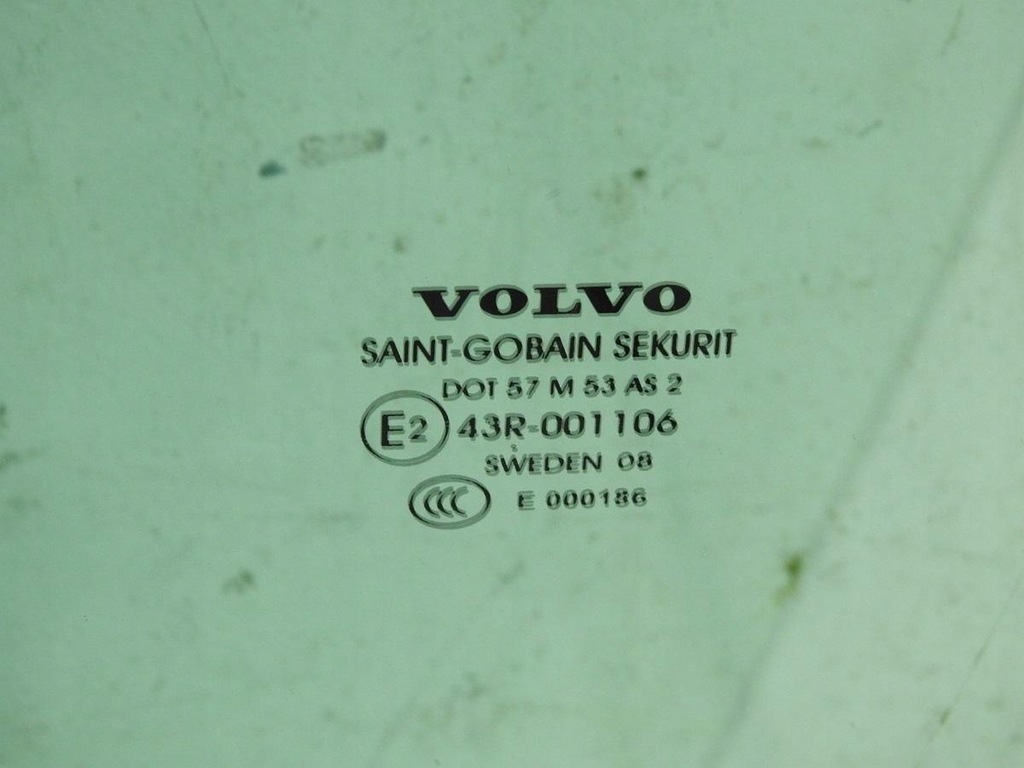 VOLVO
SAINT-GOBAIN SEKURIT
DOT 57 M 53 AS 2
E2 43R-001106
SWEDEN 08
CCC E 000186